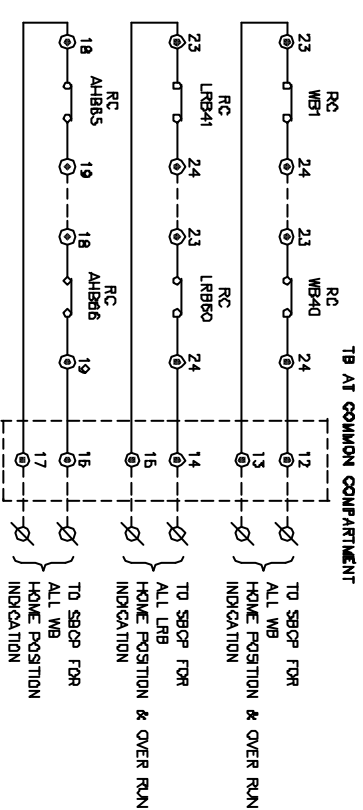 TB AT COMMON COMPARTMENT
RC
WB1
RC
WB40
23
24
23
24
12
13
TO SBCP FOR
ALL WB
HOME POSITION & OVER RUN
INDICATION
RC
LRB41
RC
LRB60
23
24
23
24
14
15
TO SBCP FOR
ALL LRB
HOME POSITION & OVER RUN
INDICATION
RC
AHB65
RC
AHB66
18
19
18
19
16
17
TO SBCP FOR
ALL WB
HOME POSITION
INDICATION